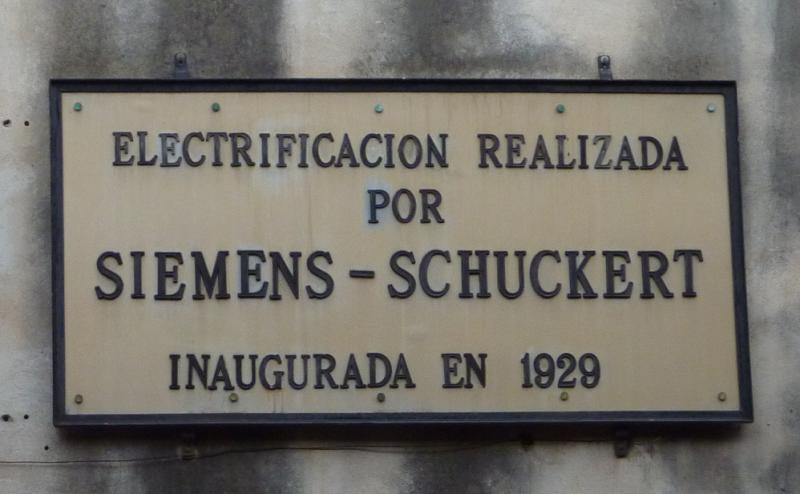 ELECTRIFICACION REALIZADA
POR
SIEMENS - SCHUCKERT
INAUGURADA EN 1929